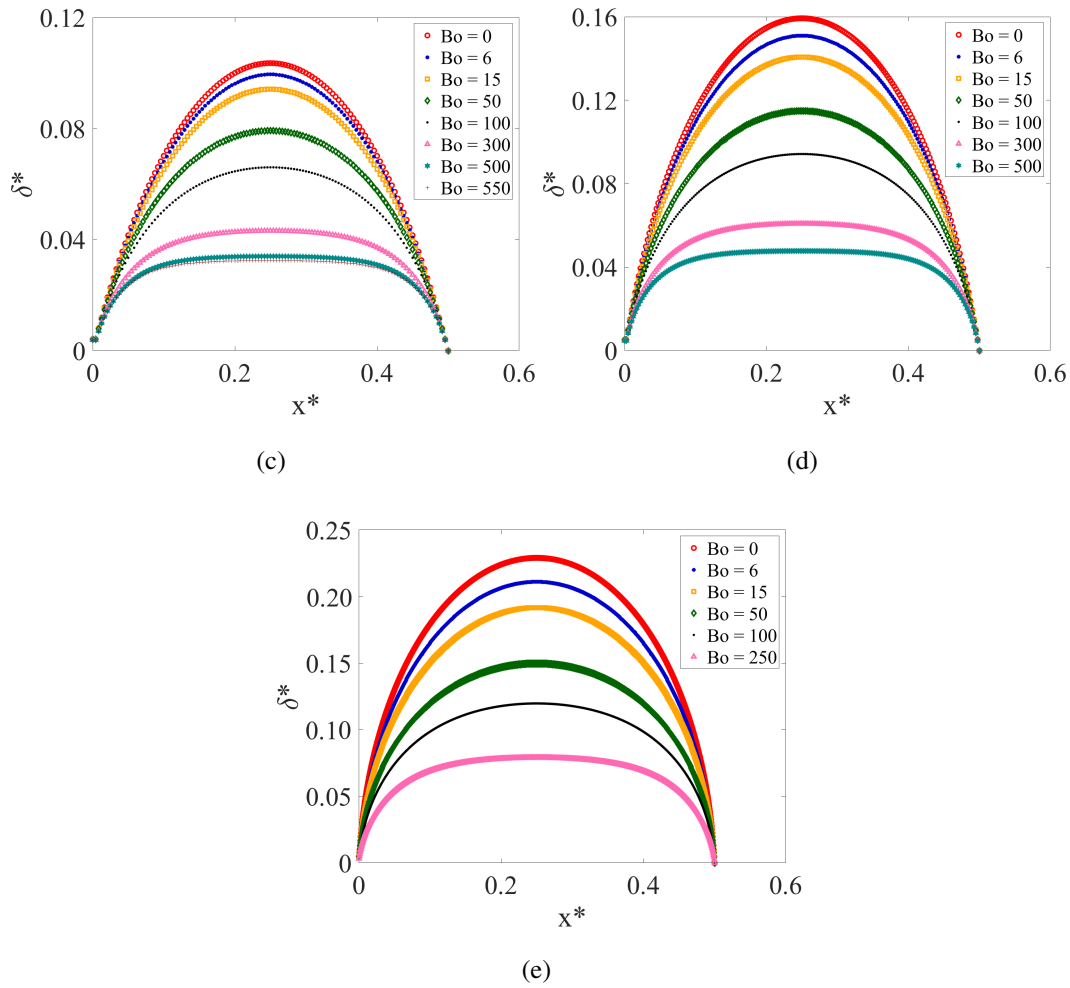 0.12
0.08
0.04
0
δ*
0 0.2 0.4 0.6
x*
Bo = 0
Bo = 6
Bo = 15
Bo = 50
Bo = 100
Bo = 300
Bo = 500
Bo = 550
(c)
0.16
0.12
0.08
0.04
0
δ*
0 0.2 0.4 0.6
x*
Bo = 0
Bo = 6
Bo = 15
Bo = 50
Bo = 100
Bo = 300
Bo = 500
(d)
0.25
0.20
0.15
0.10
0.05
0
δ*
0 0.2 0.4 0.6
x*
Bo = 0
Bo = 6
Bo = 15
Bo = 50
Bo = 100
Bo = 250
(e)